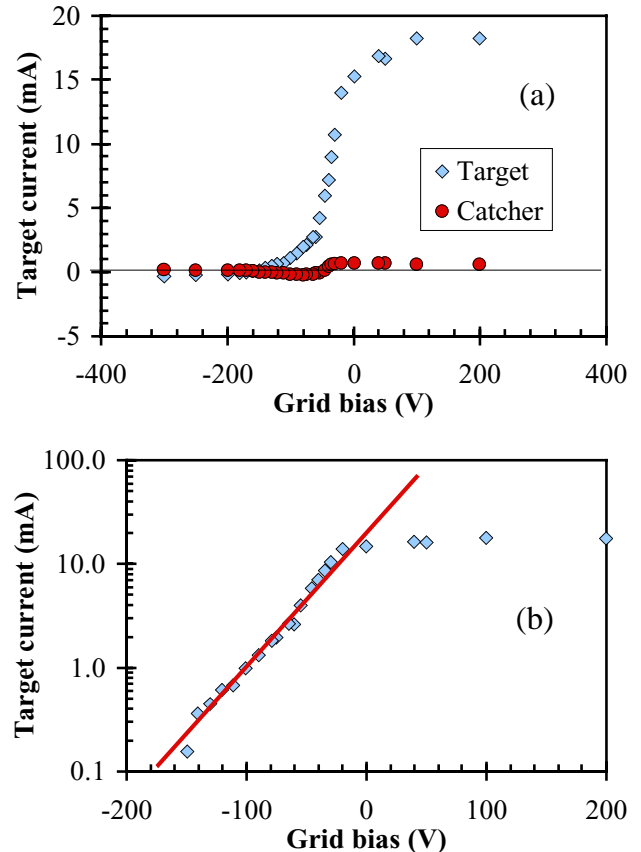 20
15
10
5
0
-5
Target current (mA)
(a)
Target
Catcher
-400 -200 0 200 400
Grid bias (V)
100.0
10.0
1.0
0.1
Target current (mA)
(b)
-200 -100 0 100 200
Grid bias (V)